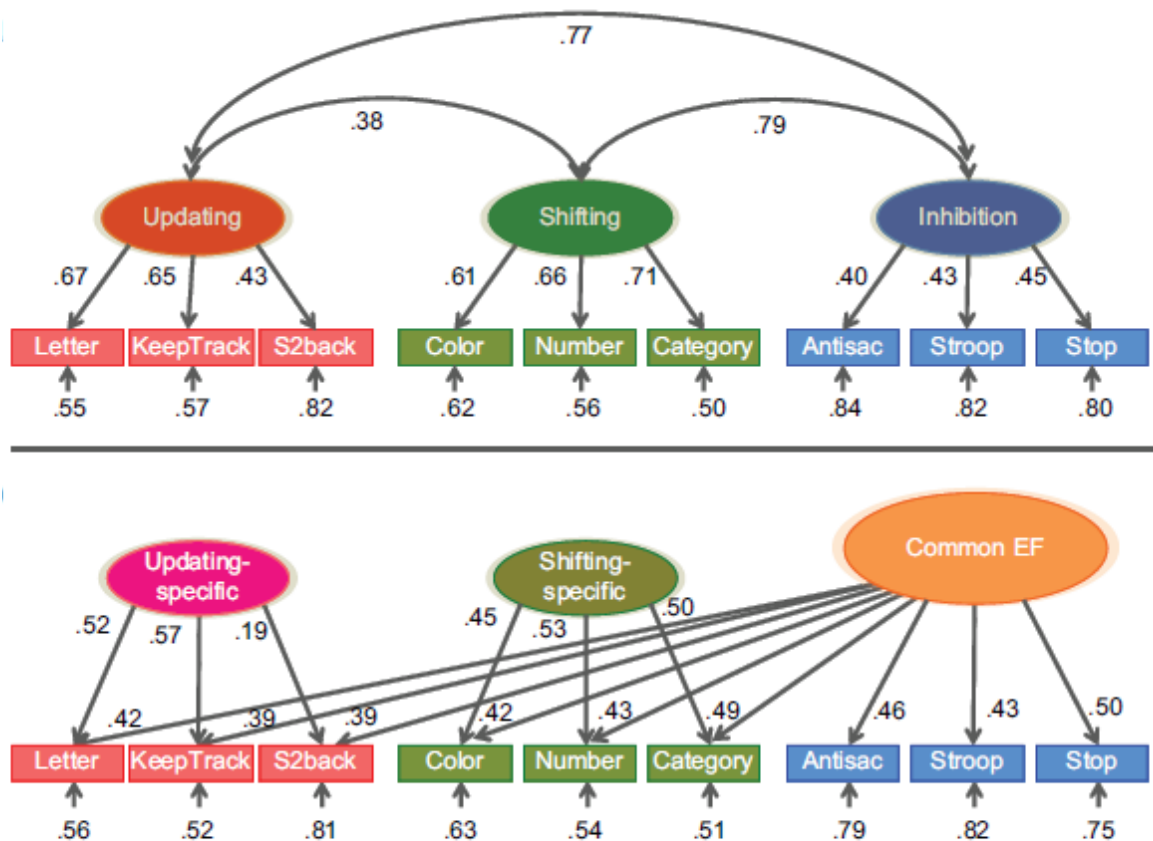 .77
.38
.79
Updating
Shifting
Inhibition
.67
.65
.43
.61
.66
.71
.40
.43
.45
Letter
KeepTrack
S2back
Color
Number
Category
Antisac
Stroop
Stop
.55
.57
.82
.62
.56
.50
.84
.82
.80
Updating-
specific
Shifting-
specific
Common EF
.52
.57
.19
.45
.53
.50
.42
.39
.39
.42
.43
.49
.46
.43
.50
Letter
KeepTrack
S2back
Color
Number
Category
Antisac
Stroop
Stop
.56
.52
.81
.63
.54
.51
.79
.82
.75